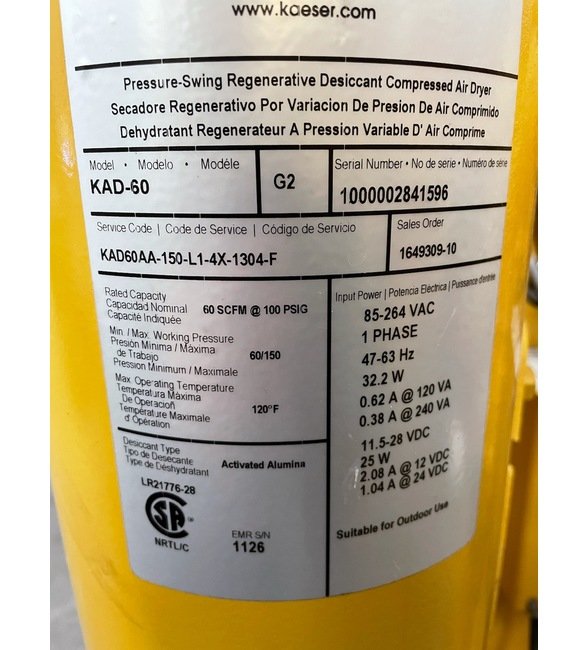 www.kaeser.com
Pressure-Swing Regenerative Desiccant Compressed Air Dryer
Secadore Regenerativo Por Variacion De Presion De Air Comprimido
Dehydratant Regenerateur A Pression Variable D' Air Comprime
Model • Modelo • Modéle
KAD-60
G2
Serial Number • No de serie • Numéro de série
1000002841596
Service Code | Code de Service | Código de Servicio
KAD60AA-150-L1-4X-1304-F
Sales Order
1649309-10
Rated Capacity
Capacidad Nominal
Capacité Indiquée
60 SCFM @ 100 PSIG
Min / Max. Working Pressure
Presión Minima / Máxima
de Trabajo
Pression Minimum / Maximale
60/150
Max. Operating Temperature
Temperatura Màxima
De Operacion
Température Maximale
d' Opération
120°F
Desiccant Type
Tipo de Desecante
Type de Déshydratant
Activated Alumina
LR21776-28
SA
NRTL/C
EMR S/N
1126
Input Power | Potencia Eléctrica | Puissance d'entrée
85-264 VAC
1 PHASE
47-63 Hz
32.2 W
0.62 A @ 120 VA
0.38 A @ 240 VA
11.5-28 VDC
25 W
2.08 A @ 12 VDC
1.04 A @ 24 VDC
Suitable for Outdoor Use